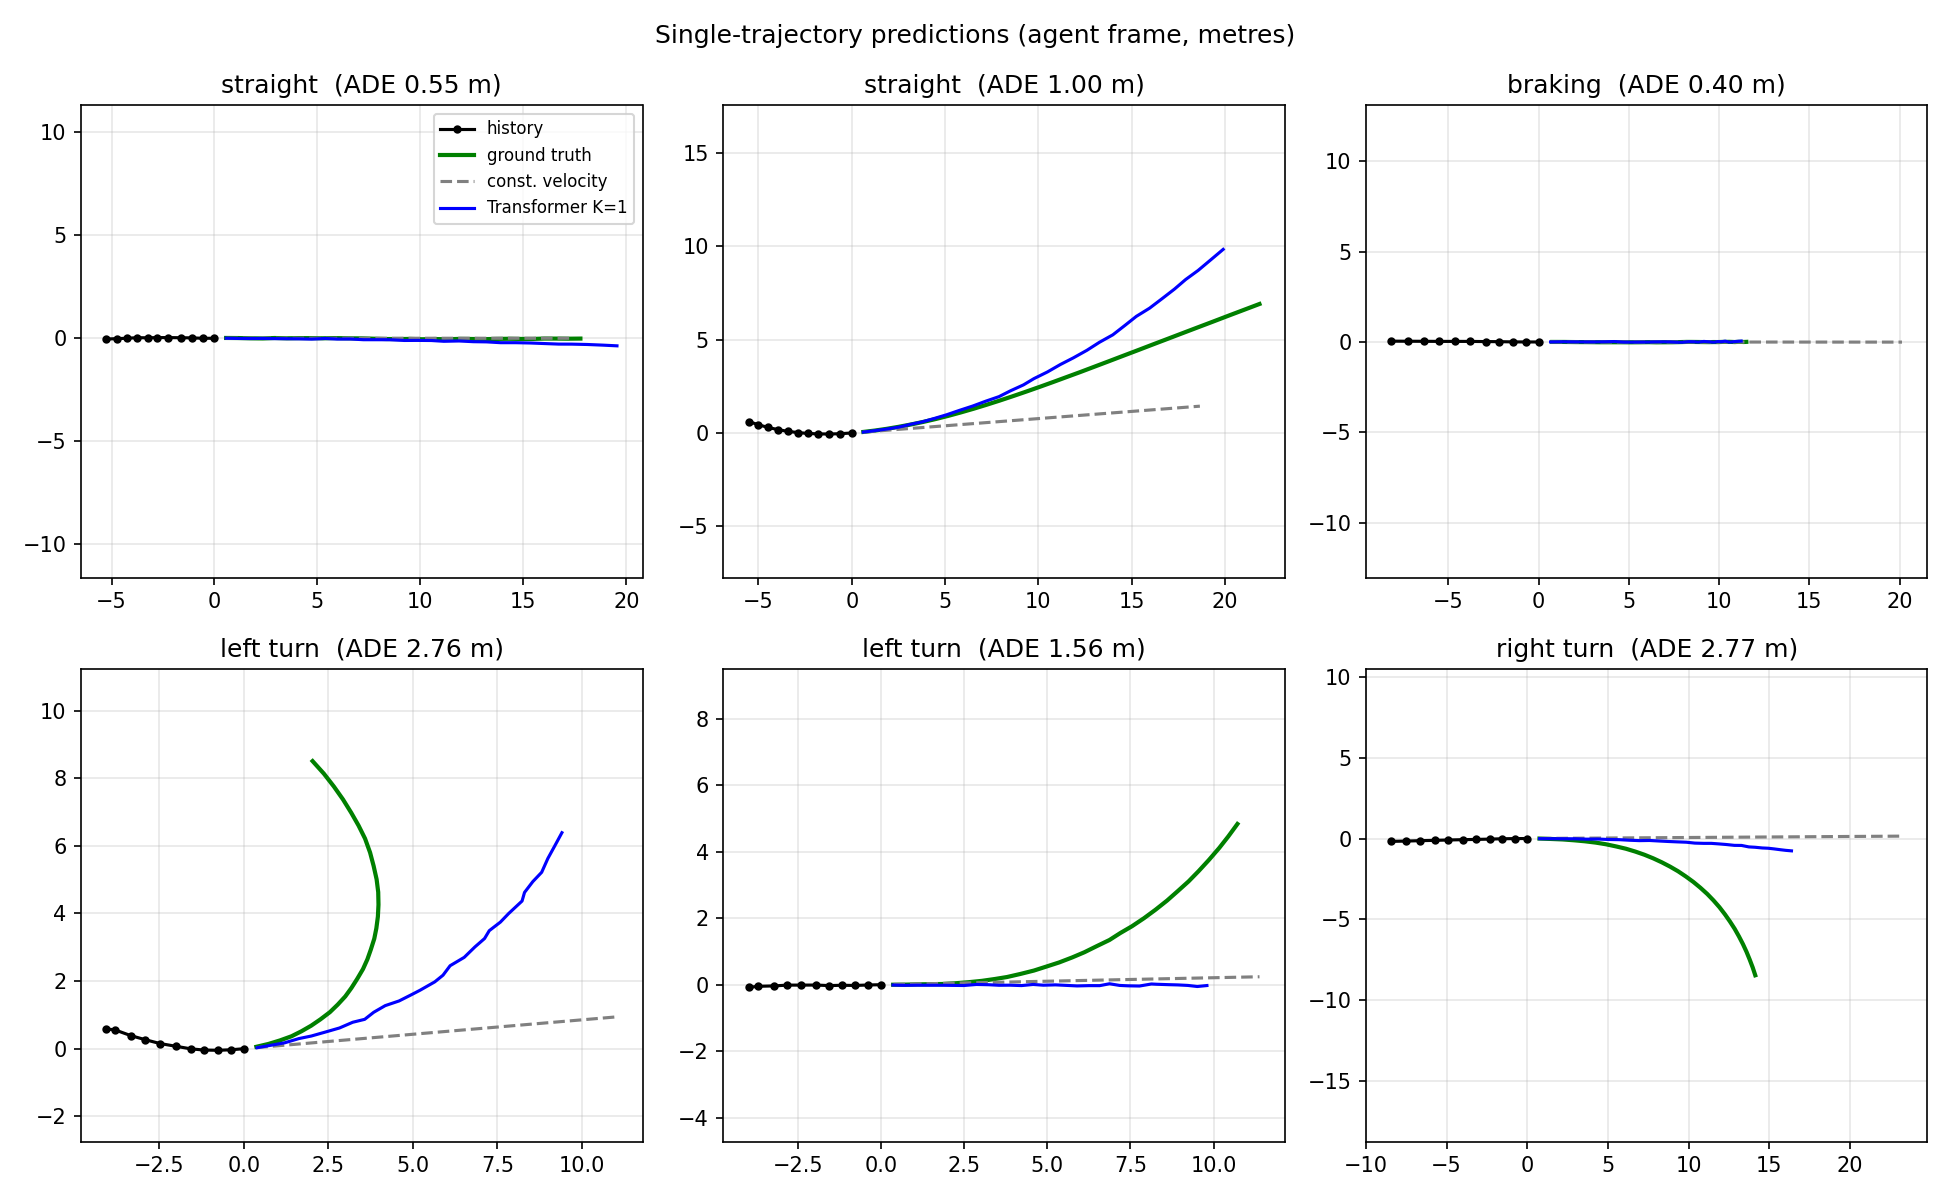 Single-trajectory predictions (agent frame, metres)
straight  (ADE 0.55 m)
10
5
0
−5
−10
−5 0 5 10 15 20
history
ground truth
const. velocity
Transformer K=1
straight  (ADE 1.00 m)
15
10
5
0
−5
−5 0 5 10 15 20
braking  (ADE 0.40 m)
10
5
0
−5
−10
−5 0 5 10 15 20
left turn  (ADE 2.76 m)
10
8
6
4
2
0
−2
−2.5 0.0 2.5 5.0 7.5 10.0
left turn  (ADE 1.56 m)
8
6
4
2
0
−2
−4
−2.5 0.0 2.5 5.0 7.5 10.0
right turn  (ADE 2.77 m)
10
5
0
−5
−10
−15
−10 −5 0 5 10 15 20